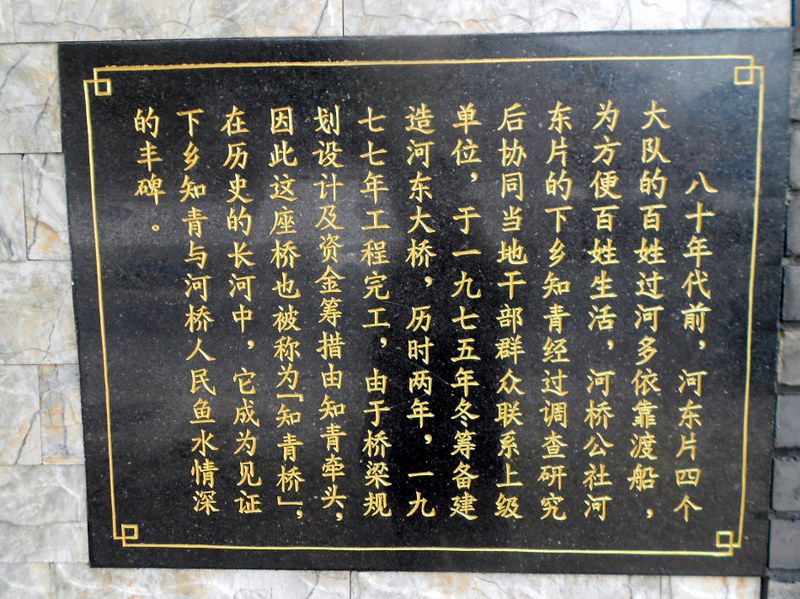 八十年代前，河东片四个
大队的百姓过河多依靠渡船，
为方便百姓生活，河桥公社河
东片的下乡知青经过调查研究
后协同当地干部群众联系上级
单位，于一九七五年冬筹备建
造河东大桥，历时两年，一九
七七年工程完工，由于桥梁规
划设计及资金筹措由知青牵头，
因此这座桥也被称为「知青桥」，
在历史的长河中，它成为见证
下乡知青与河桥人民鱼水情深
的丰碑。